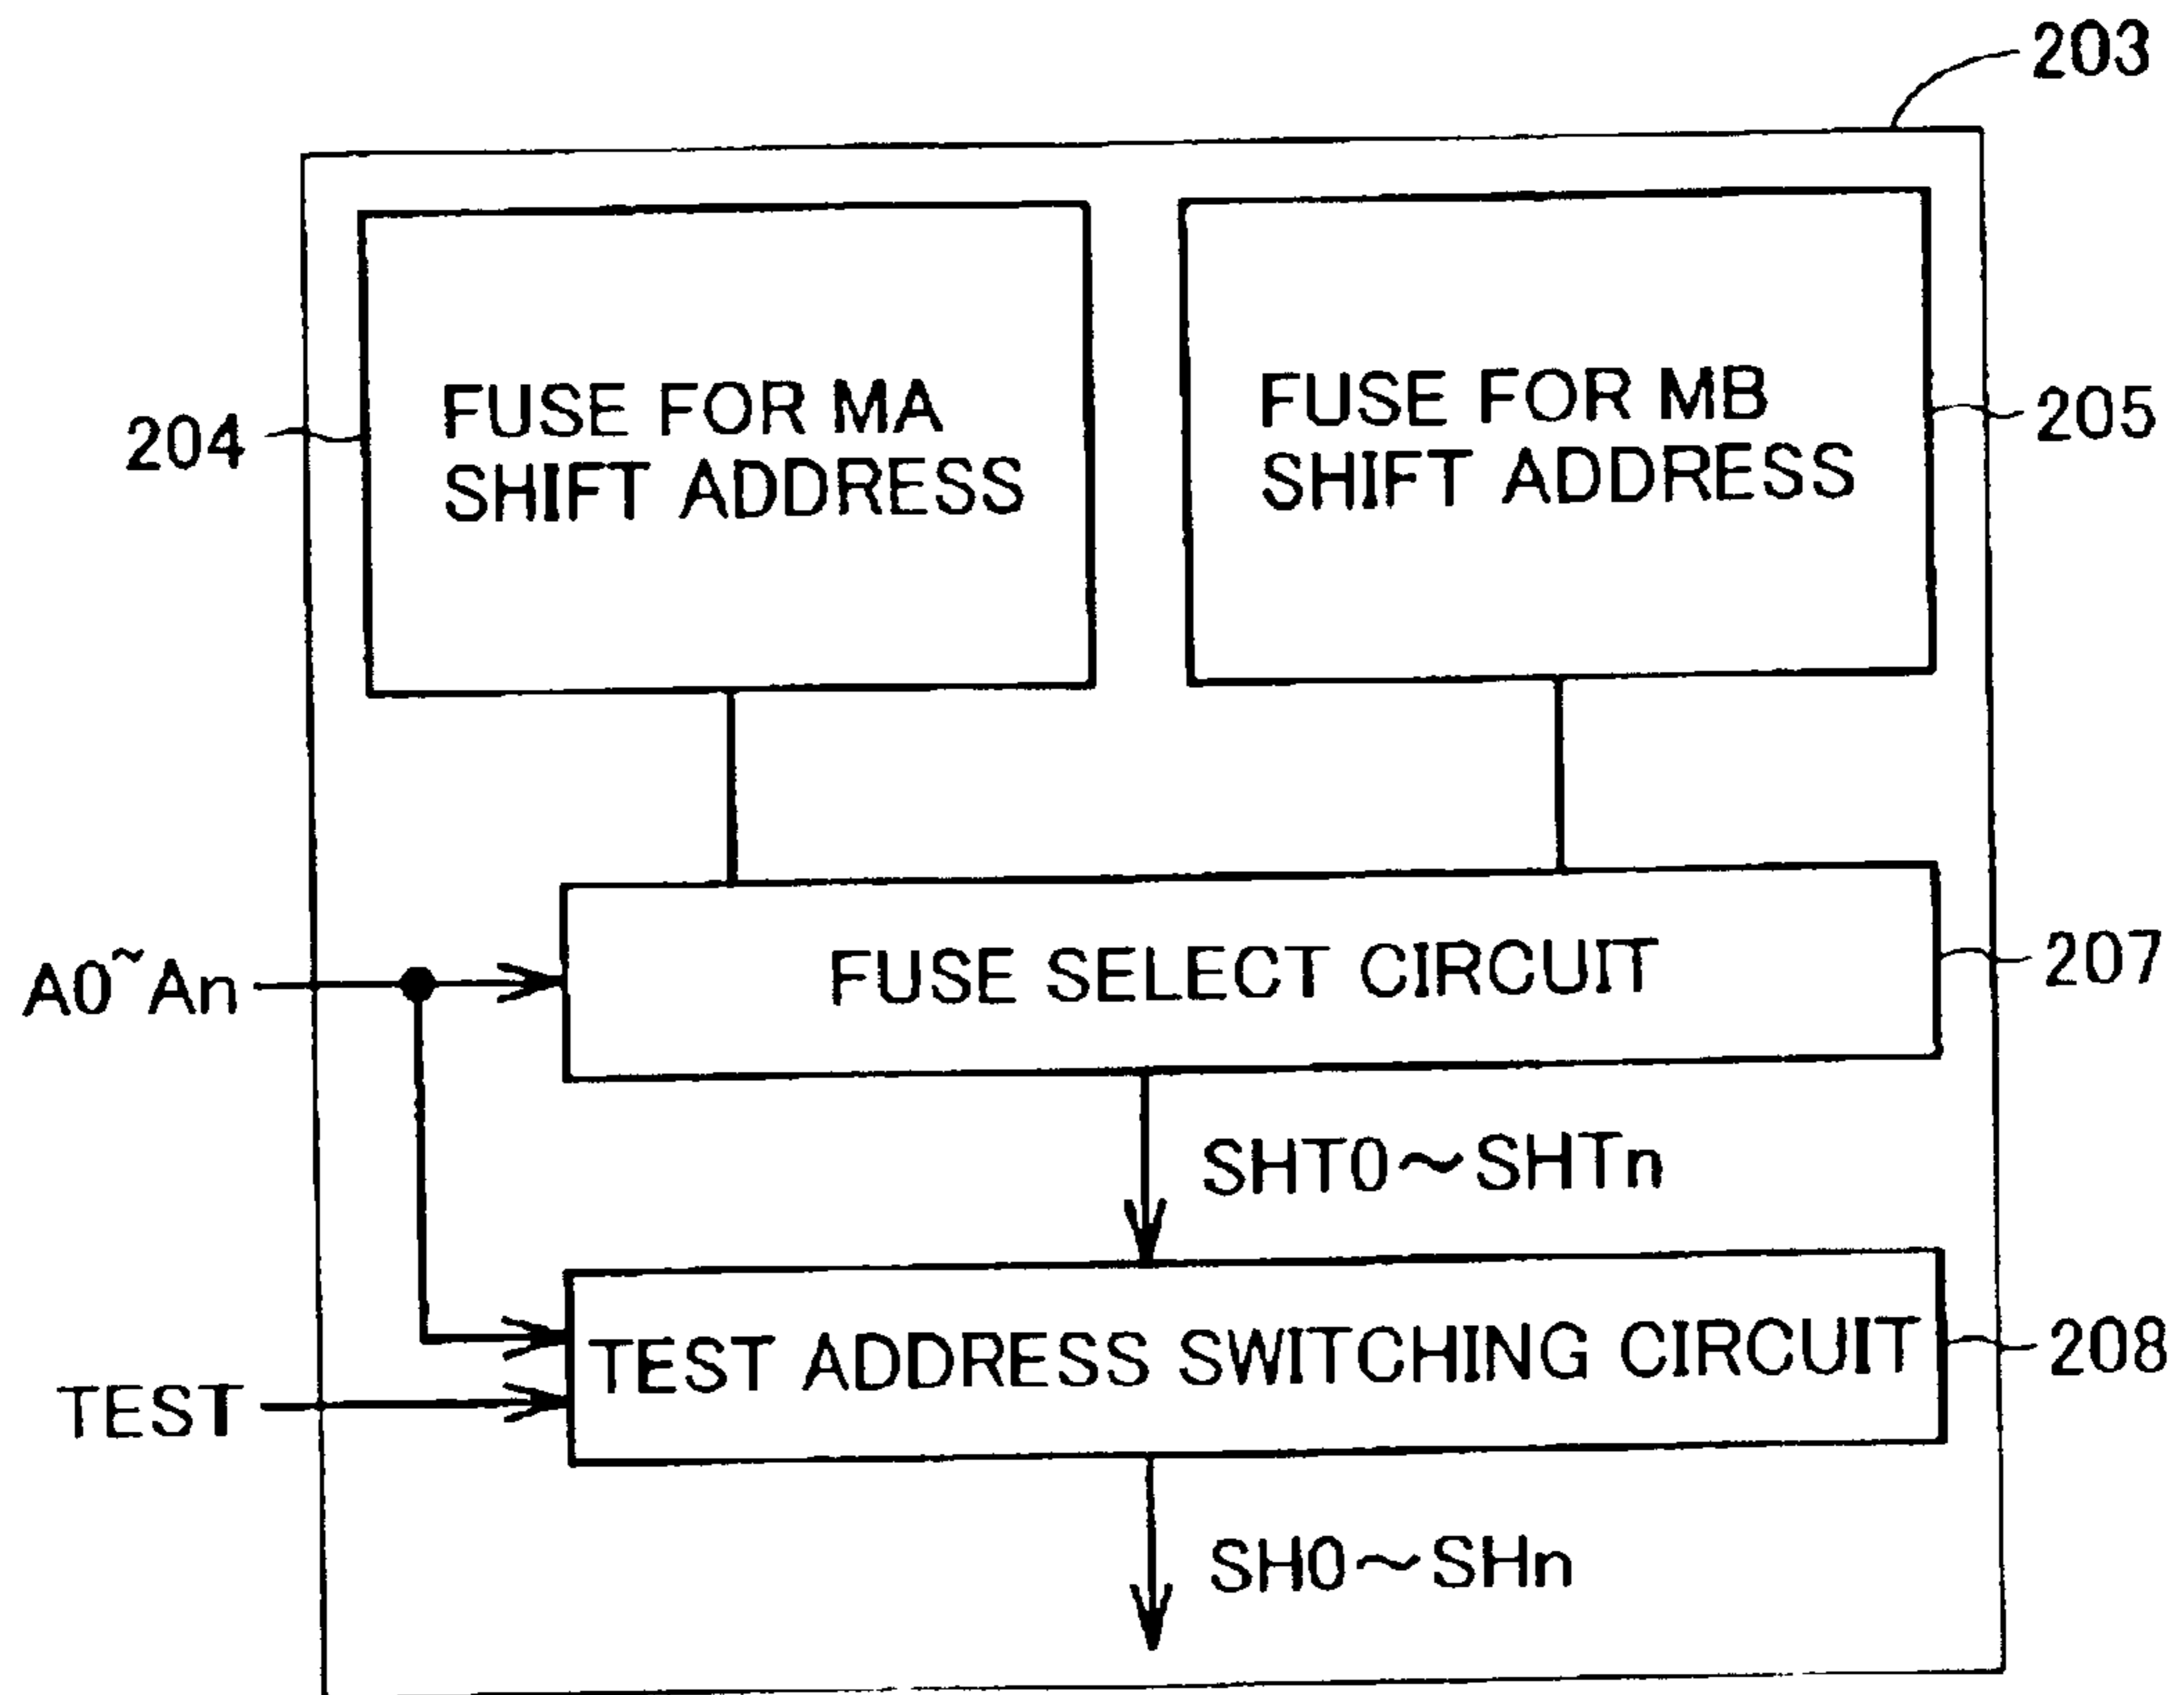 203
204
FUSE FOR MA
SHIFT ADDRESS
FUSE FOR MB
SHIFT ADDRESS
205
A0~An
FUSE SELECT CIRCUIT
207
SHT0~SHTn
TEST ADDRESS SWITCHING CIRCUIT
208
TEST
SH0~SHn